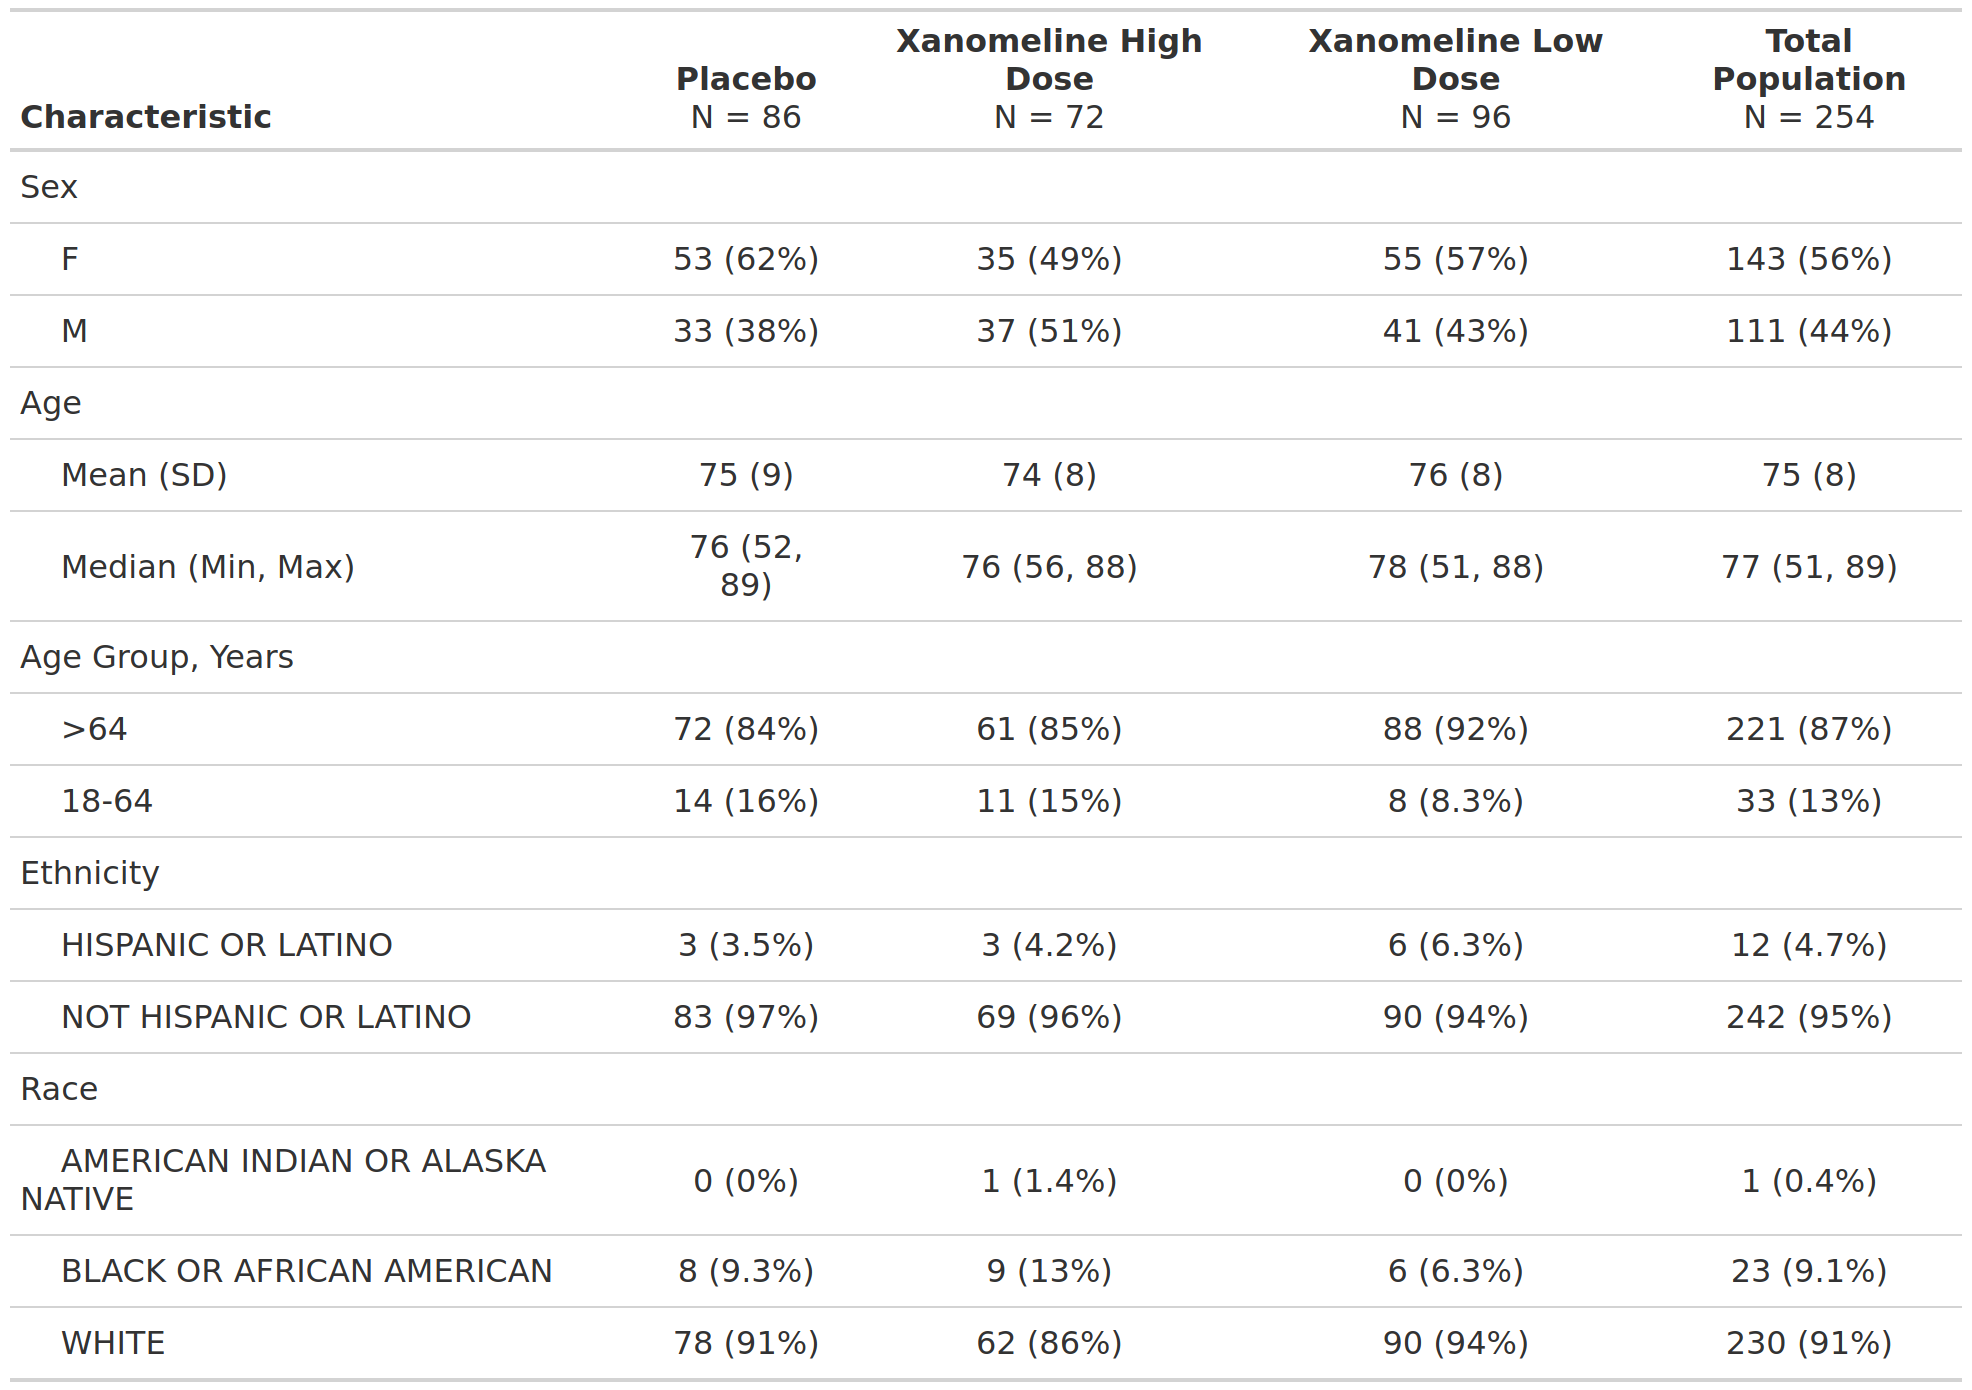 Characteristic Placebo N = 86 Xanomeline High Dose N = 72 Xanomeline Low Dose N = 96 Total Population N = 254
Sex
F 53 (62%) 35 (49%) 55 (57%) 143 (56%)
M 33 (38%) 37 (51%) 41 (43%) 111 (44%)
Age
Mean (SD) 75 (9) 74 (8) 76 (8) 75 (8)
Median (Min, Max) 76 (52, 89) 76 (56, 88) 78 (51, 88) 77 (51, 89)
Age Group, Years
>64 72 (84%) 61 (85%) 88 (92%) 221 (87%)
18-64 14 (16%) 11 (15%) 8 (8.3%) 33 (13%)
Ethnicity
HISPANIC OR LATINO 3 (3.5%) 3 (4.2%) 6 (6.3%) 12 (4.7%)
NOT HISPANIC OR LATINO 83 (97%) 69 (96%) 90 (94%) 242 (95%)
Race
AMERICAN INDIAN OR ALASKA NATIVE 0 (0%) 1 (1.4%) 0 (0%) 1 (0.4%)
BLACK OR AFRICAN AMERICAN 8 (9.3%) 9 (13%) 6 (6.3%) 23 (9.1%)
WHITE 78 (91%) 62 (86%) 90 (94%) 230 (91%)